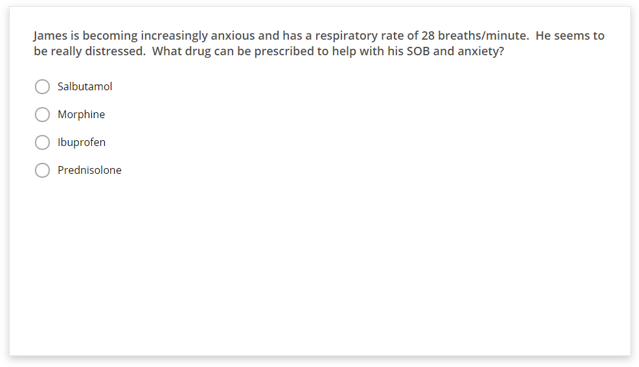 James is becoming increasingly anxious and has a respiratory rate of 28 breaths/minute.  He seems to
be really distressed.  What drug can be prescribed to help with his SOB and anxiety?
Salbutamol
Morphine
Ibuprofen
Prednisolone